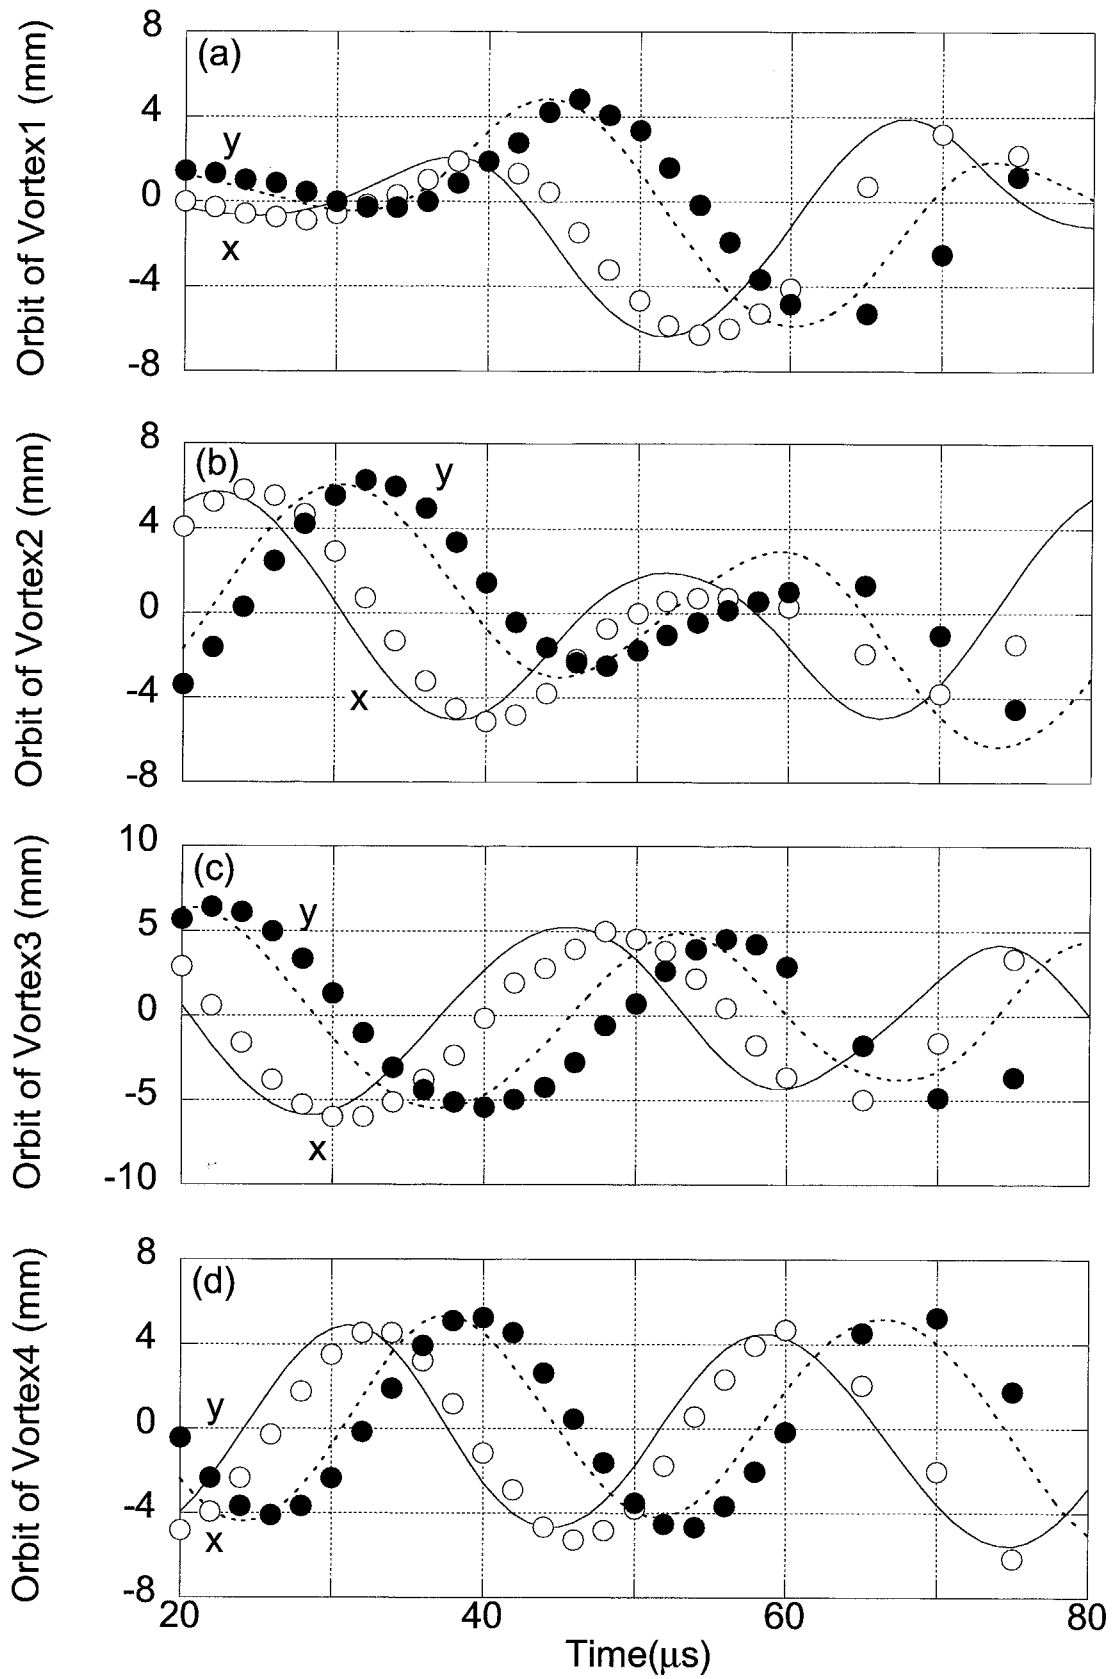 Orbit of Vortex1 (mm)
8
4
0
-4
-8
(a)
y
x
Orbit of Vortex2 (mm)
8
4
0
-4
-8
(b)
y
x
Orbit of Vortex3 (mm)
10
5
0
-5
-10
(c)
y
x
Orbit of Vortex4 (mm)
8
4
0
-4
-8
(d)
y
x
20 40 60 80
Time(μs)